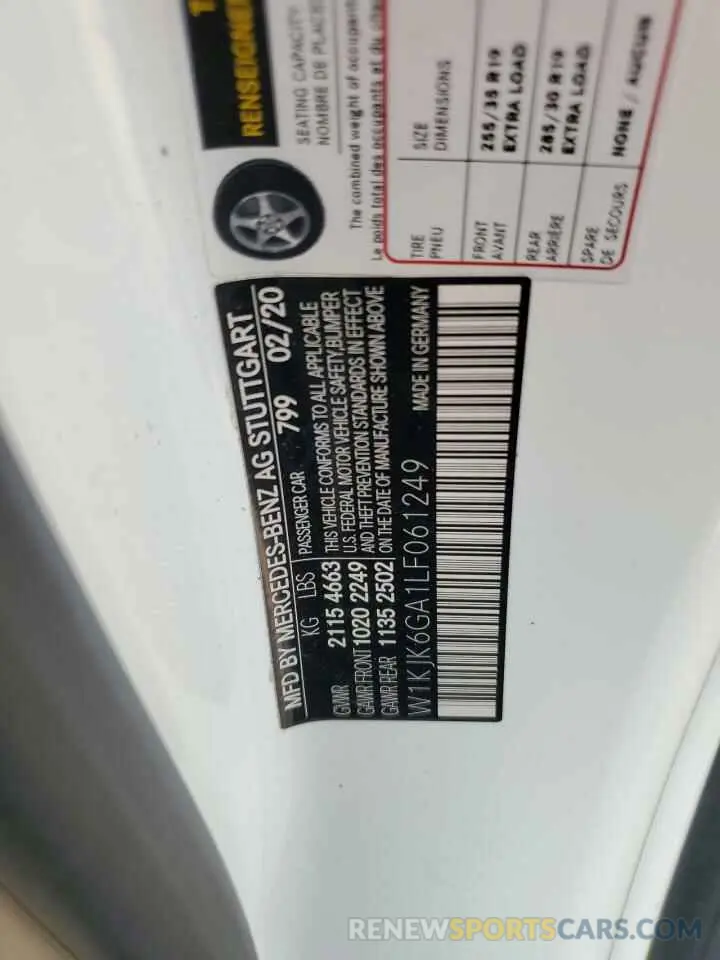 RENSEIGNE
SEATING CAPACITY
NOMBRE DE PLACE
The combined weight of occupant
Le poids total des occupants et du
TIRE
PNEU
SIZE
DIMENSIONS
FRONT
AVANT
255/35 R19
EXTRA LOAD
REAR
ARRIÈRE
285/30 R19
EXTRA LOAD
SPARE
DE SECOURS
NONE / AUCUNE
MFD BY MERCEDES-BENZ AG STUTTGART
KG LBS PASSENGER CAR 799 02/20
GVWR 2115 4663 THIS VEHICLE CONFORMS TO ALL APPLICABLE
U.S. FEDERAL MOTOR VEHICLE SAFETY,BUMPER
GAWR FRONT 1020 2249 AND THEFT PREVENTION STANDARDS IN EFFECT
GAWR REAR 1135 2502 ON THE DATE OF MANUFACTURE SHOWN ABOVE
W1KJK6GA1LF061249 MADE IN GERMANY
RENEWSPORTSCARS.COM